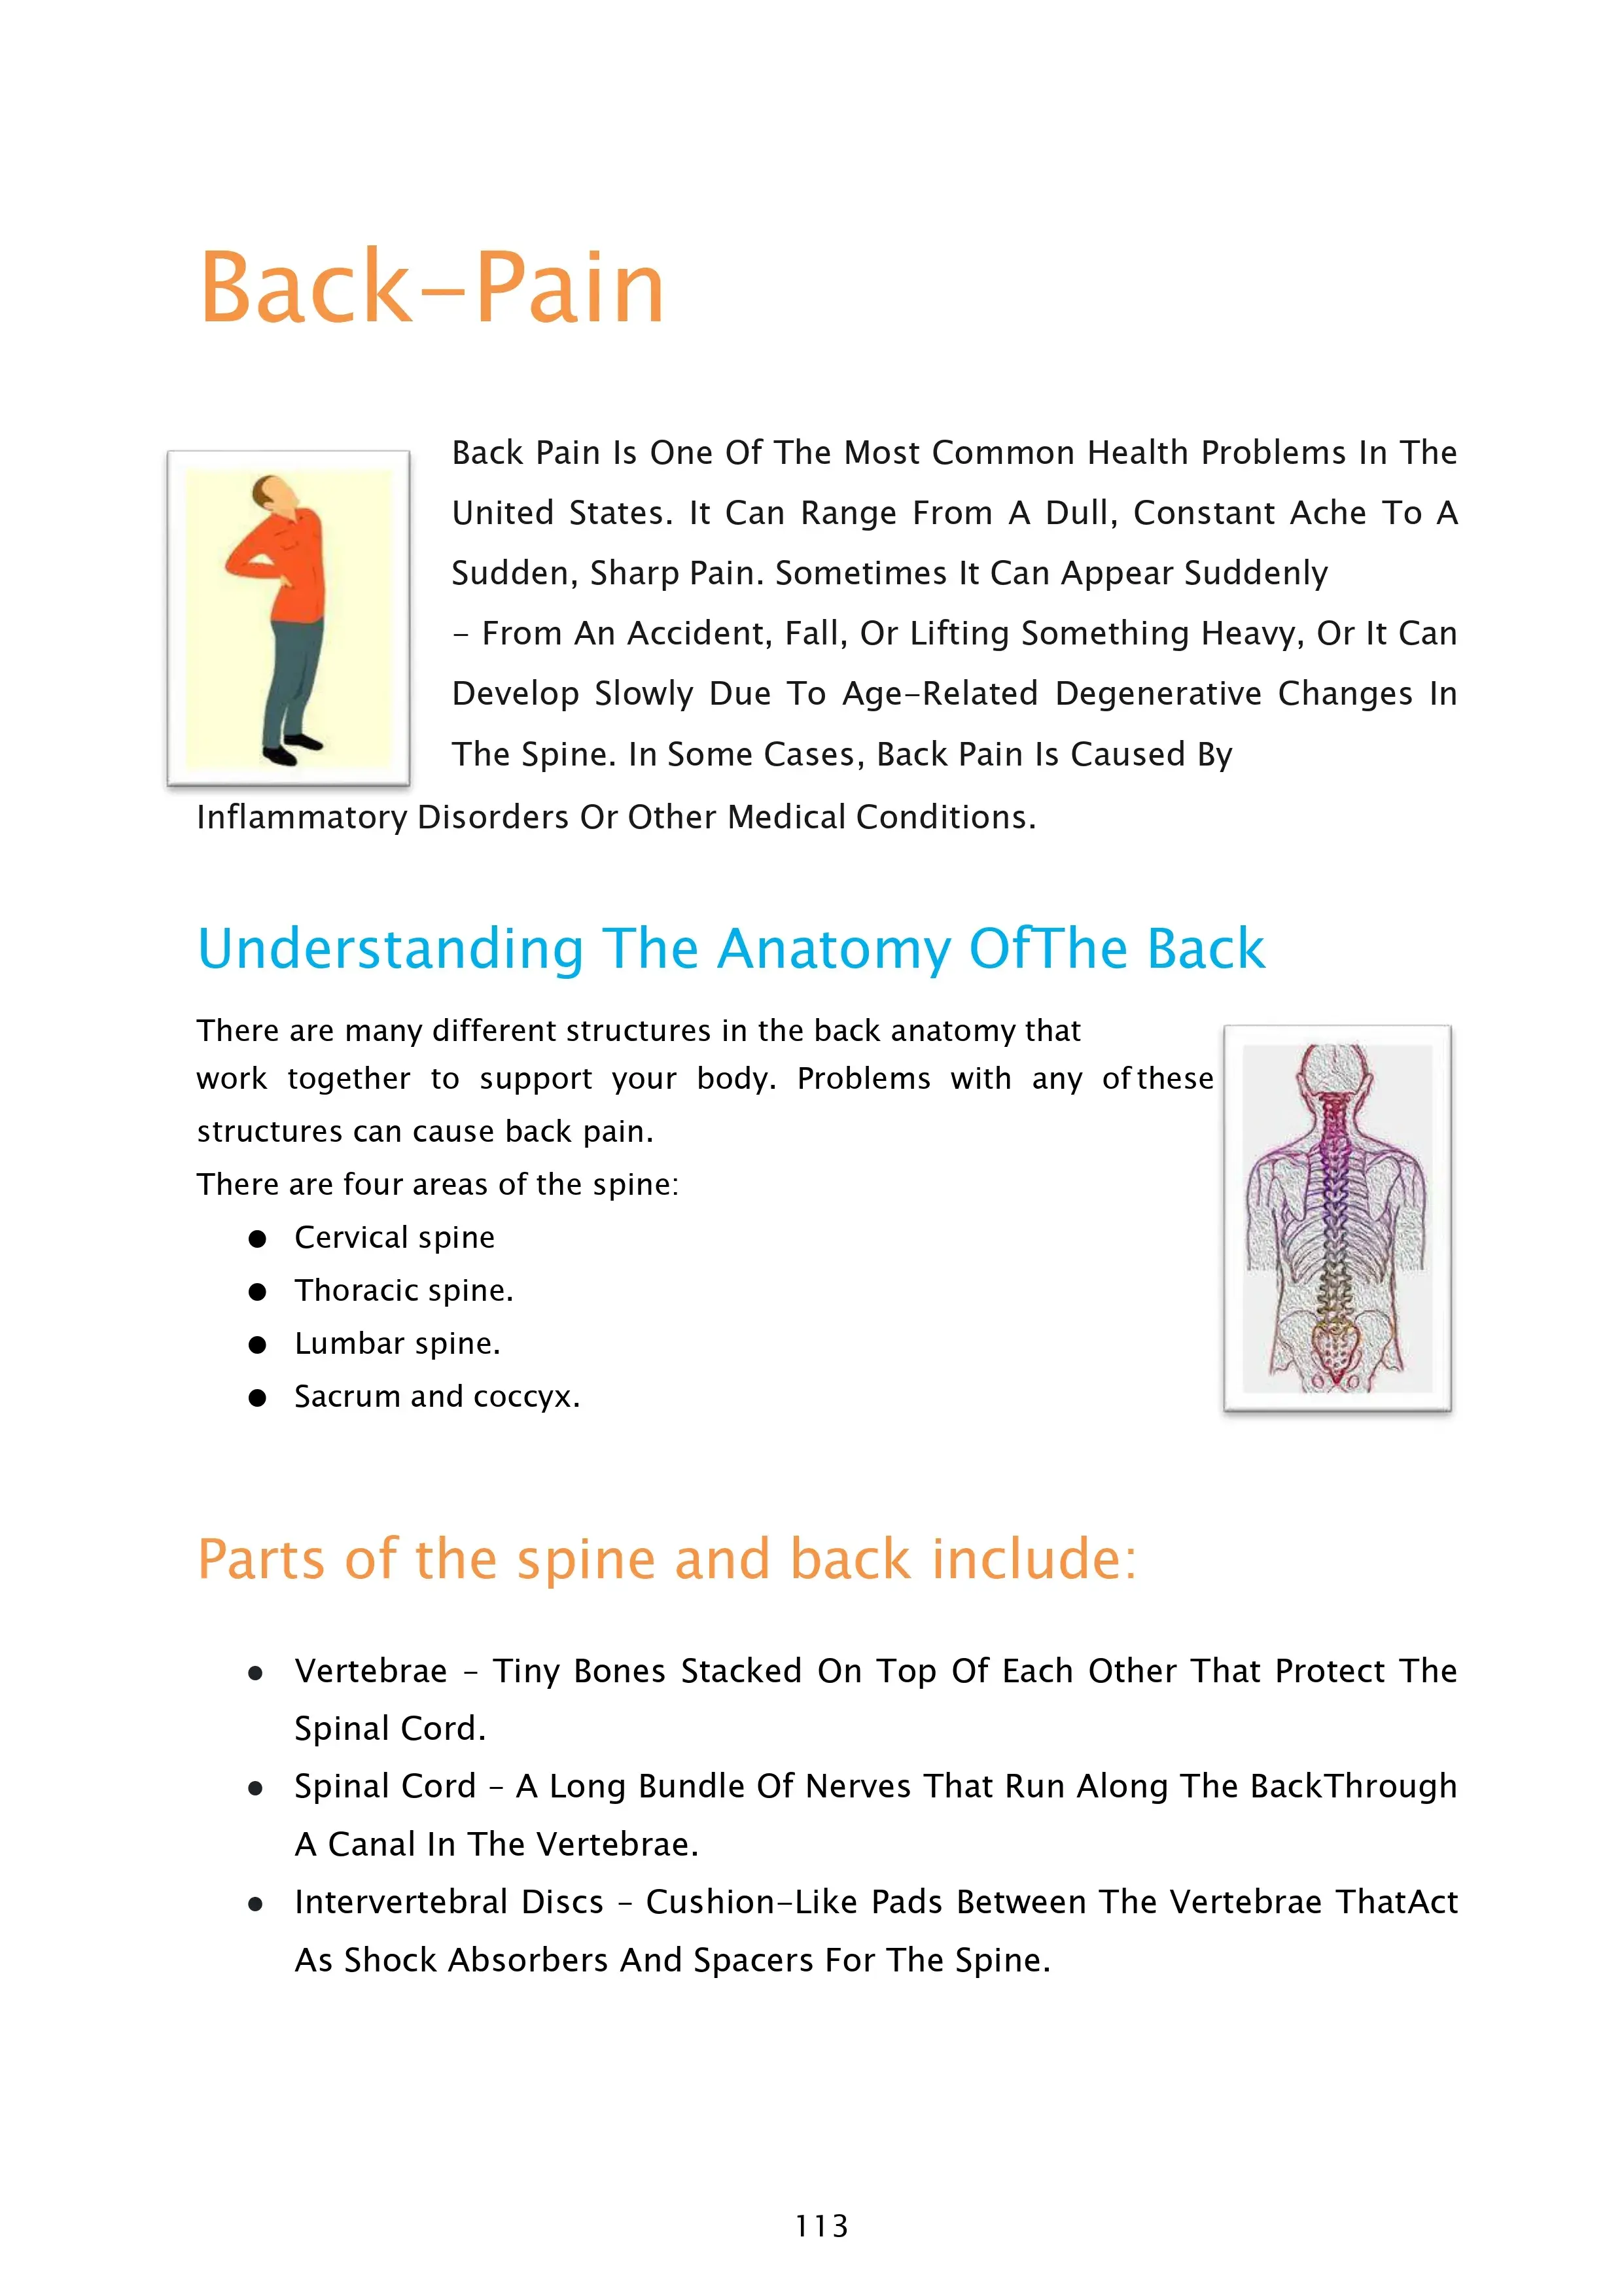 Back-Pain
Back Pain Is One Of The Most Common Health Problems In The
United States. It Can Range From A Dull, Constant Ache To A
Sudden, Sharp Pain. Sometimes It Can Appear Suddenly
- From An Accident, Fall, Or Lifting Something Heavy, Or It Can
Develop Slowly Due To Age-Related Degenerative Changes In
The Spine. In Some Cases, Back Pain Is Caused By
Inflammatory Disorders Or Other Medical Conditions.
Understanding The Anatomy OfThe Back
There are many different structures in the back anatomy that
work together to support your body. Problems with any of these
structures can cause back pain.
There are four areas of the spine:
● Cervical spine
● Thoracic spine.
● Lumbar spine.
● Sacrum and coccyx.
Parts of the spine and back include:
● Vertebrae – Tiny Bones Stacked On Top Of Each Other That Protect The
Spinal Cord.
● Spinal Cord – A Long Bundle Of Nerves That Run Along The BackThrough
A Canal In The Vertebrae.
● Intervertebral Discs – Cushion-Like Pads Between The Vertebrae ThatAct
As Shock Absorbers And Spacers For The Spine.
113